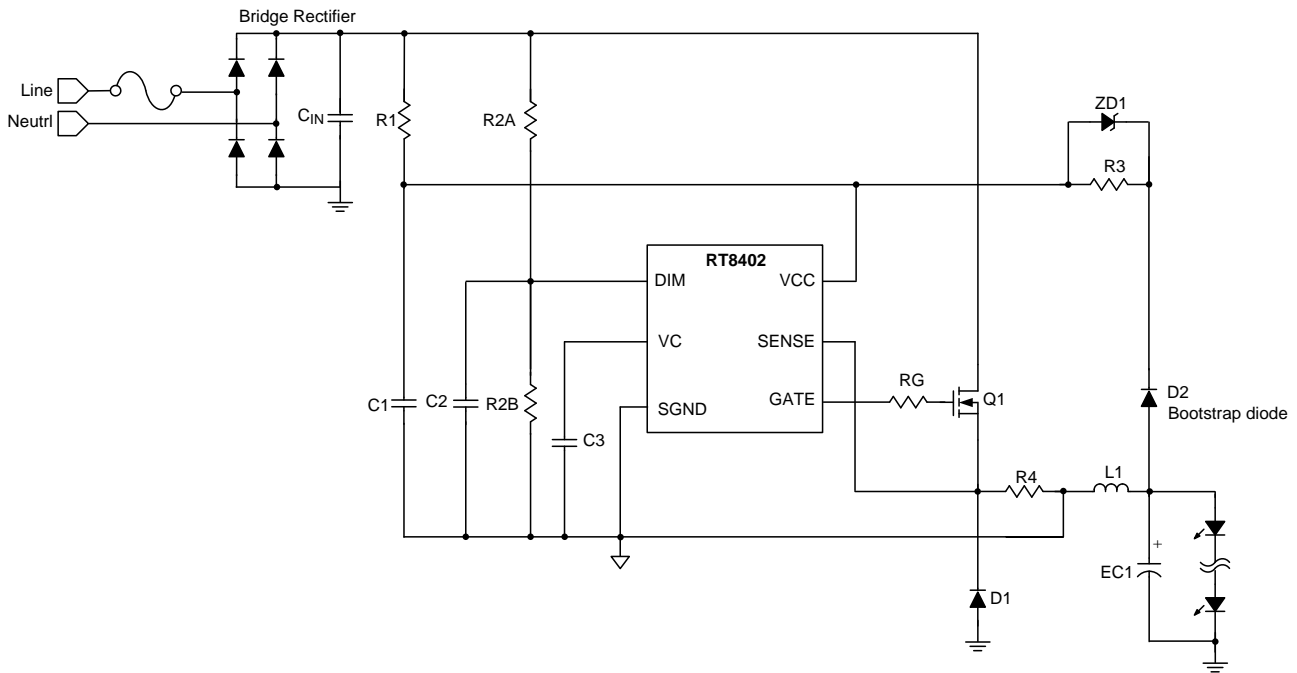 Bridge Rectifier
Line
Neutrl
CIN
R1
R2A
ZD1
R3
RT8402
DIM
VCC
VC
SENSE
SGND
GATE
RG
Q1
D2
Bootstrap diode
C1
C2
R2B
C3
R4
L1
+
EC1
D1